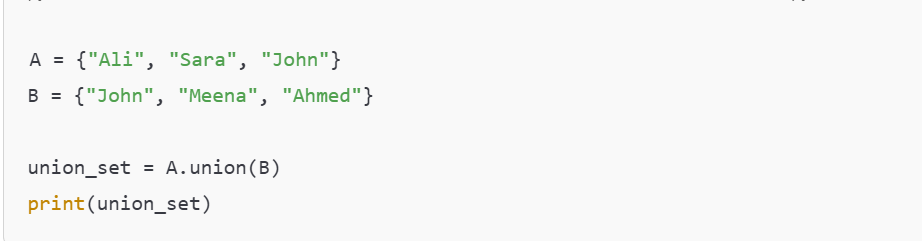 A = {"Ali", "Sara", "John"}
B = {"John", "Meena", "Ahmed"}
union_set = A.union(B)
print(union_set)